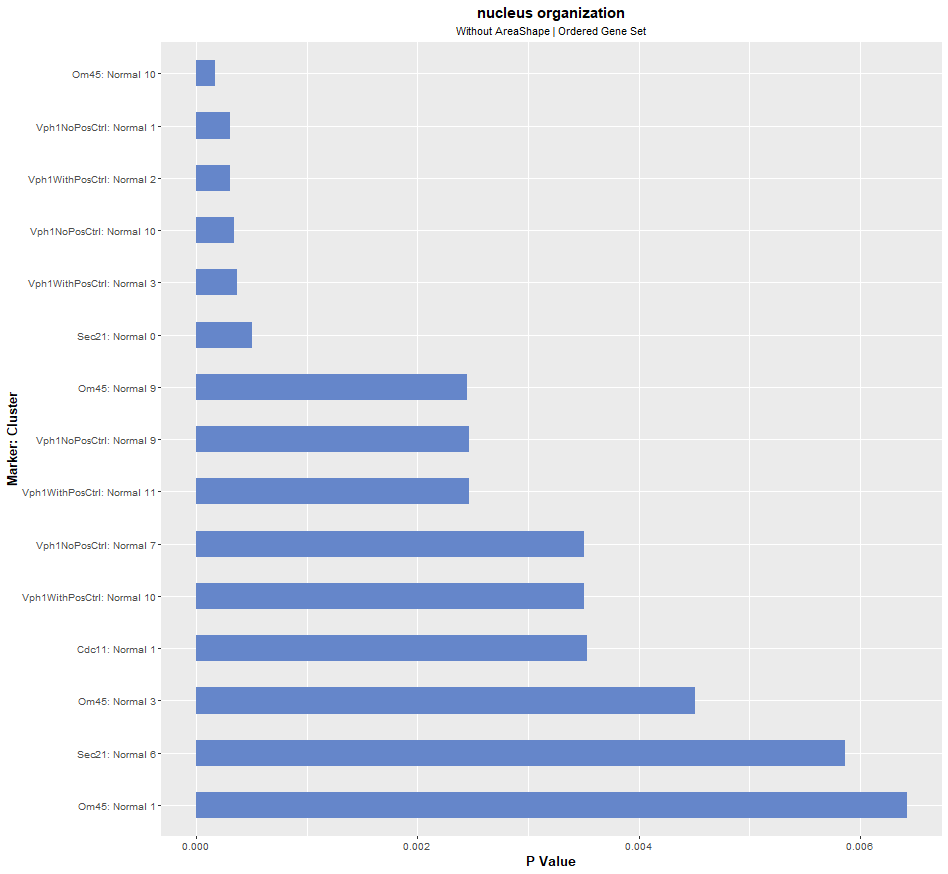 nucleus organization
Without AreaShape | Ordered Gene Set
Om45: Normal 10
Vph1NoPosCtrl: Normal 1
Vph1WithPosCtrl: Normal 2
Vph1NoPosCtrl: Normal 10
Vph1WithPosCtrl: Normal 3
Sec21: Normal 0
Om45: Normal 9
Vph1NoPosCtrl: Normal 9
Vph1WithPosCtrl: Normal 11
Vph1NoPosCtrl: Normal 7
Vph1WithPosCtrl: Normal 10
Cdc11: Normal 1
Om45: Normal 3
Sec21: Normal 6
Om45: Normal 1
Marker: Cluster
0.000 0.002 0.004 0.006
P Value